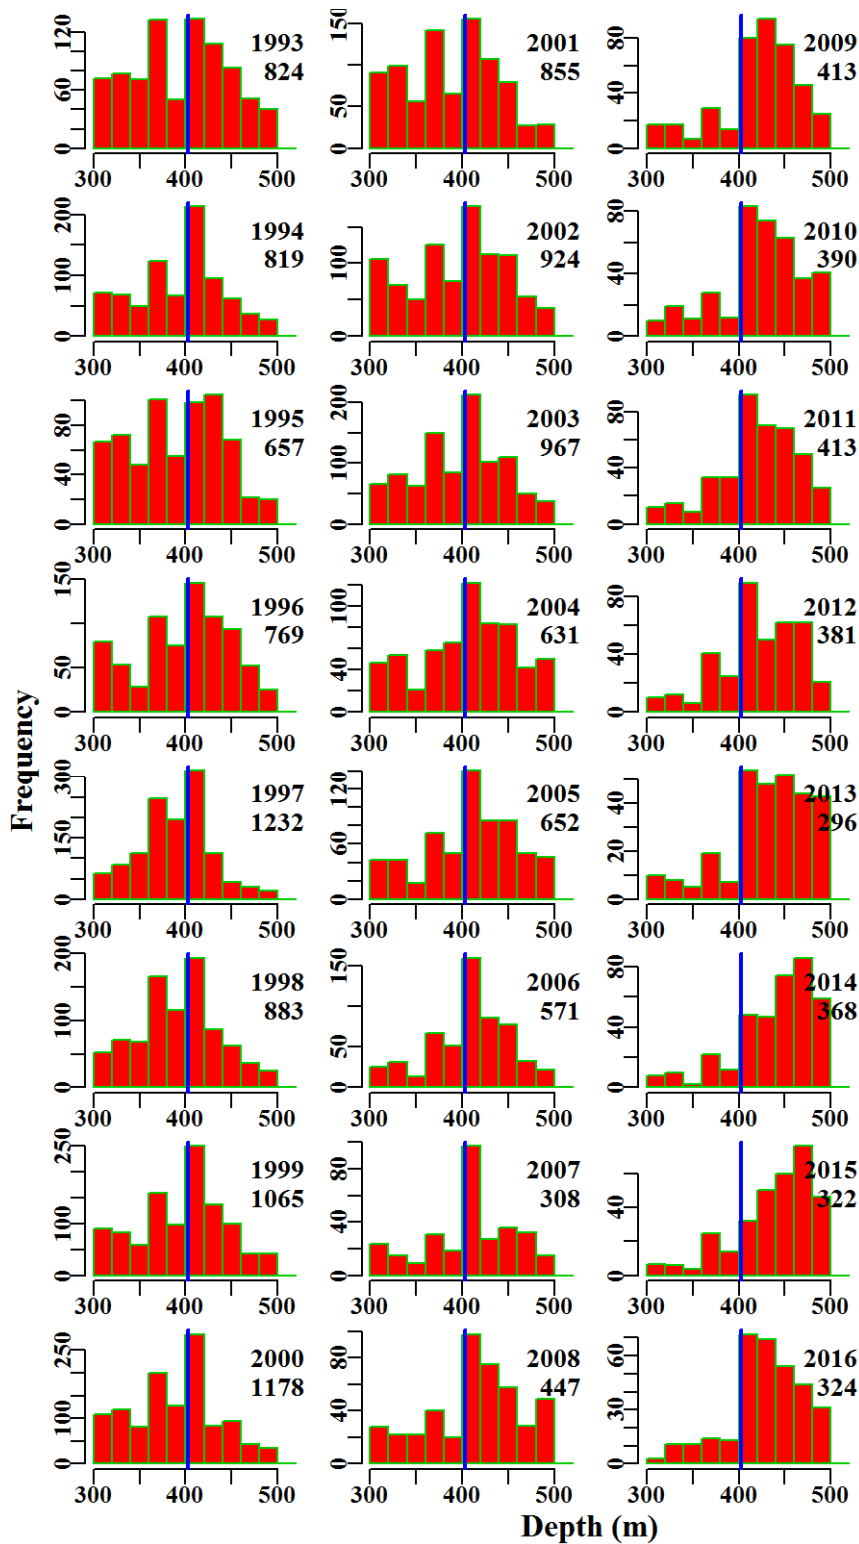 Frequency
0 60 120
1993
824
300 400 500
0 100 200
1994
819
300 400 500
0 40 80
1995
657
300 400 500
0 50 150
1996
769
300 400 500
0 150 300
1997
1232
300 400 500
0 100 200
1998
883
300 400 500
0 100 250
1999
1065
300 400 500
0 100 250
2000
1178
300 400 500
0 50 150
2001
855
300 400 500
0 100
2002
924
300 400 500
0 100 200
2003
967
300 400 500
0 40 100
2004
631
300 400 500
0 60 120
2005
652
300 400 500
0 50 150
2006
571
300 400 500
0 40 80
2007
308
300 400 500
0 40 80
2008
447
300 400 500
0 40 80
2009
413
300 400 500
0 40 80
2010
390
300 400 500
0 40 80
2011
413
300 400 500
0 40 80
2012
381
300 400 500
0 20 40
2013
296
300 400 500
0 40 80
2014
368
300 400 500
0 40
2015
322
300 400 500
0 30 60
2016
324
300 400 500
Depth (m)